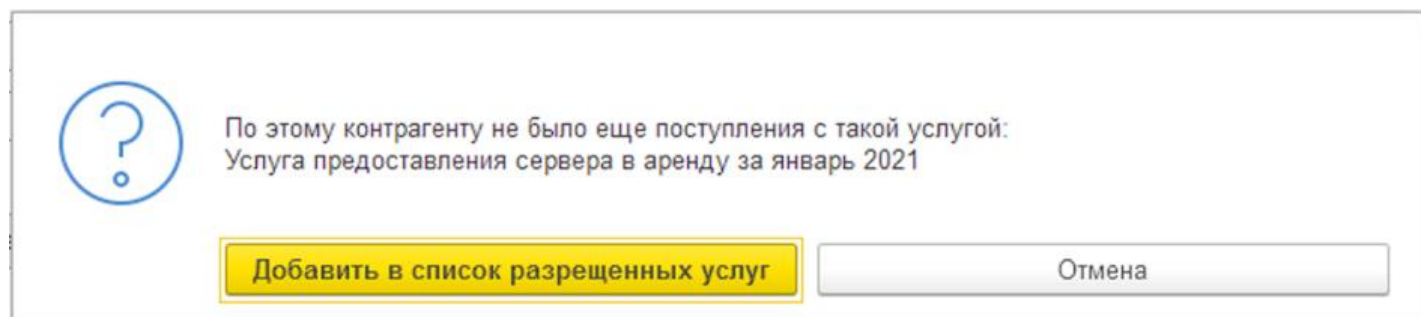 По этому контрагенту не было еще поступления с такой услугой:
Услуга предоставления сервера в аренду за январь 2021
Добавить в список разрещенных услуг
Отмена